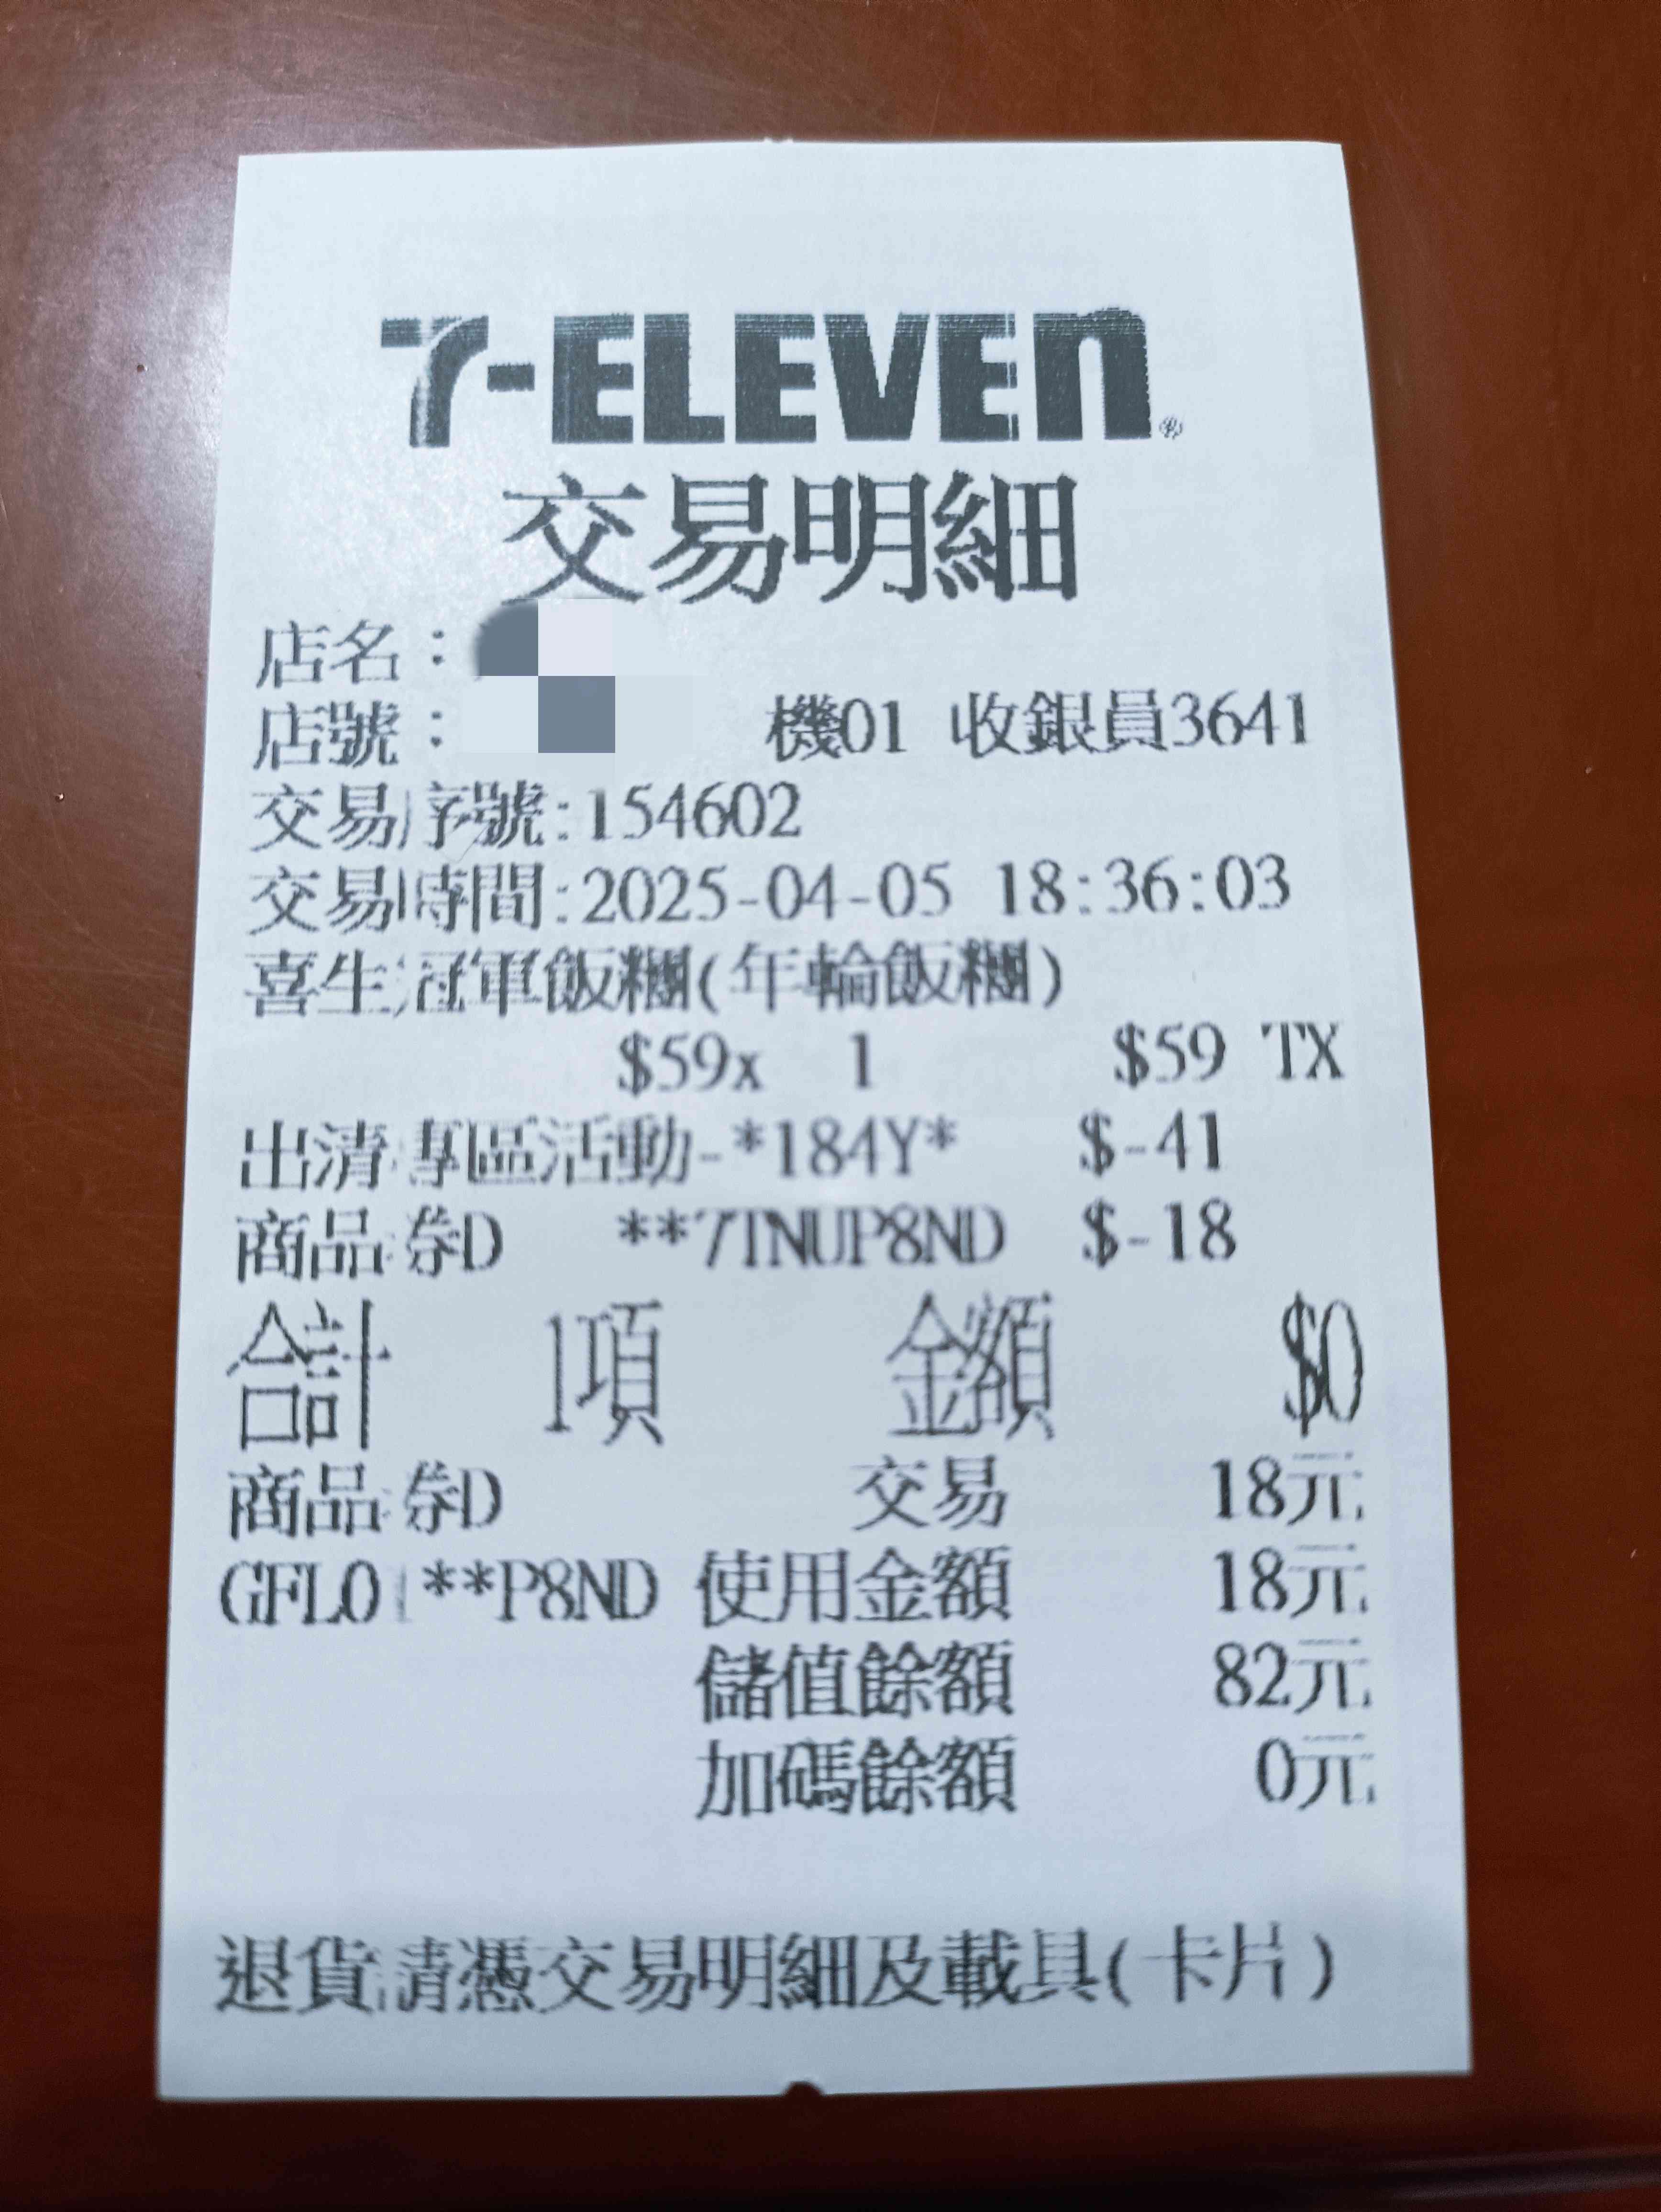 7-ELEVEN®
交易明細
店名：
店號： 機01 收銀員3641
交易序號:154602
交易時間:2025-04-05 18:36:03
喜生冠軍飯糰(年輪飯糰)
$59x 1 $59 TX
出清專區活動-*184Y* $-41
商品券D **7TNUP8ND $-18
合計 1項 金額 $0
商品券D 交易 18元
GFL0 **P8ND 使用金額 18元
儲值餘額 82元
加碼餘額 0元
退貨請憑交易明細及載具(卡片)